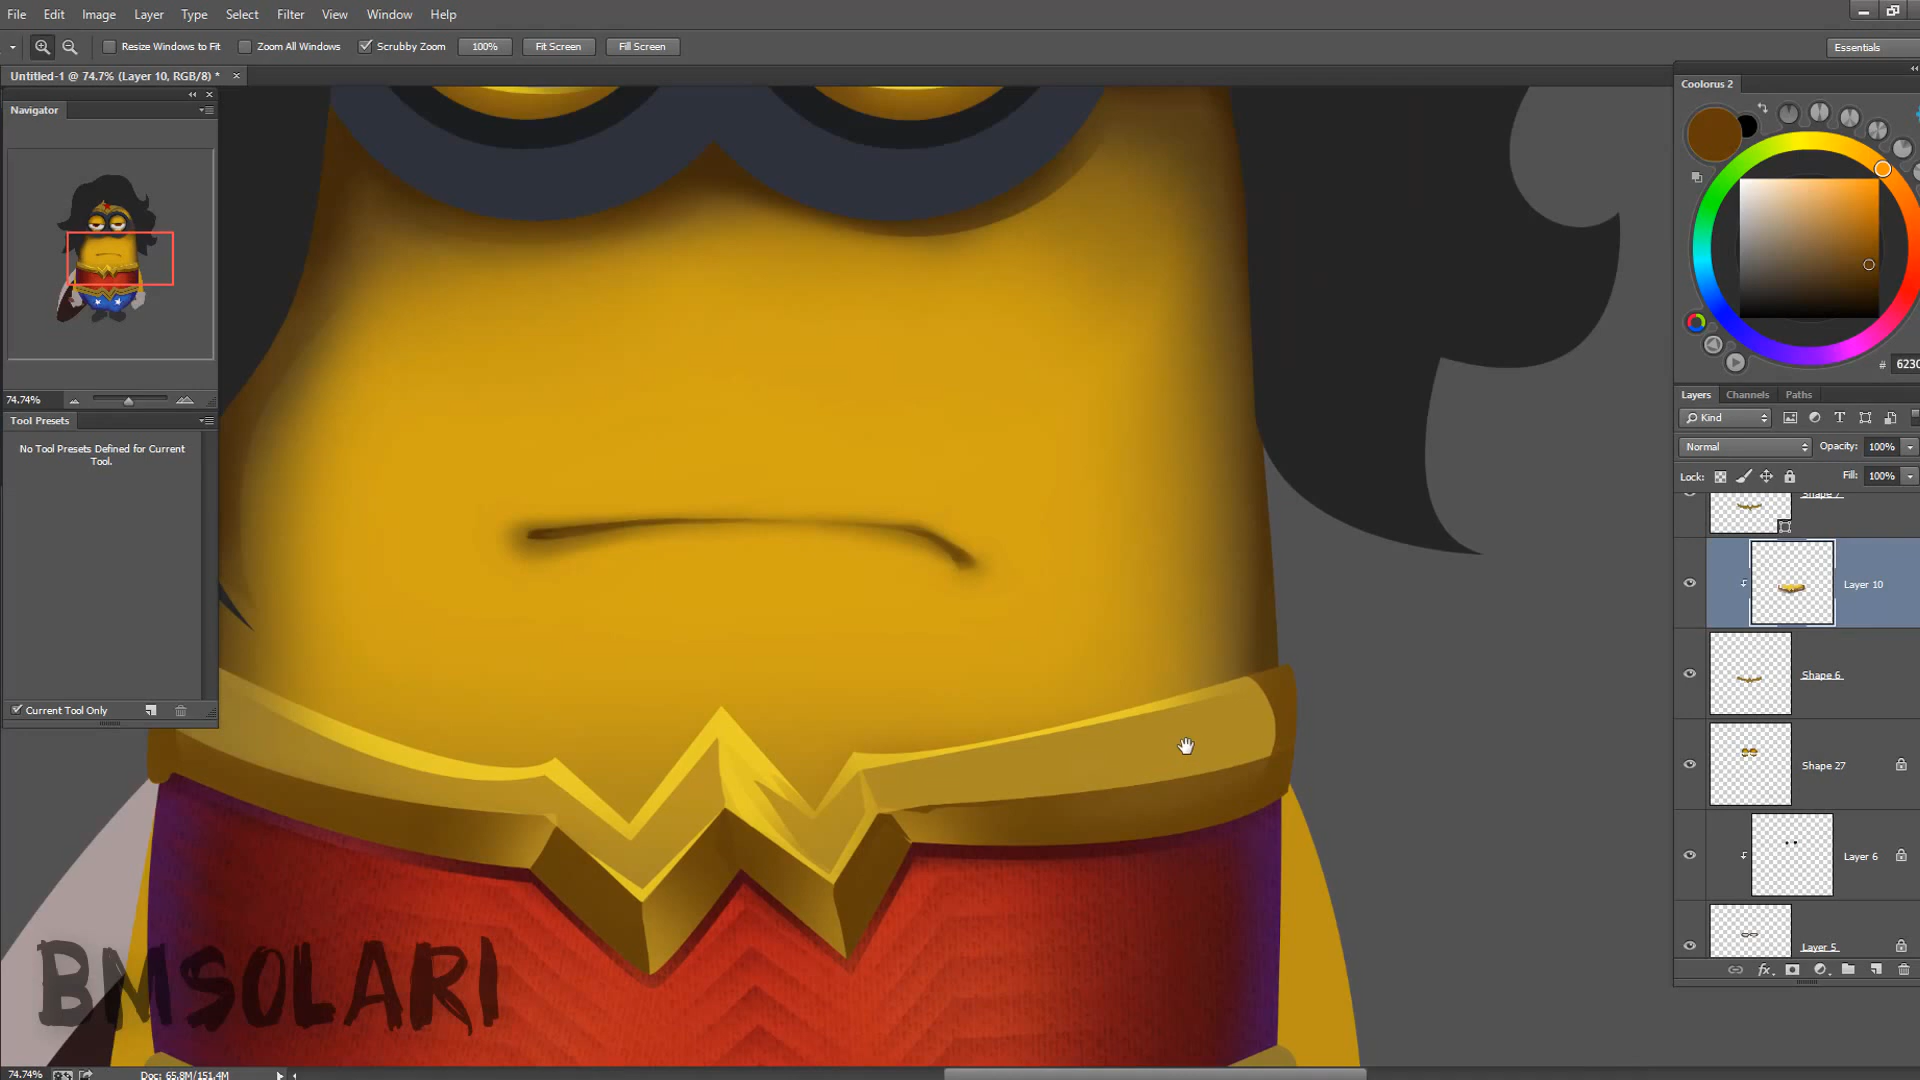 File Edit Image Layer Type Select Filter View Window Help
Resize Windows to Fit Zoom All Windows Scrubby Zoom 100% Fit Screen Fill Screen Essentials
Untitled-1 @ 74.7% (Layer 10, RGB/8) *
Navigator
74.74%
Tool Presets
No Tool Presets Defined for Current
Tool.
Current Tool Only
Coolorus 2
# 6230
Layers Channels Paths
Kind
Normal Opacity: 100%
Lock: Fill: 100%
Layer 10
Shape 6
Shape 27
Layer 6
Layer 5
fx
BMSOLARI
74.74% Doc: 65.8M/151.4M